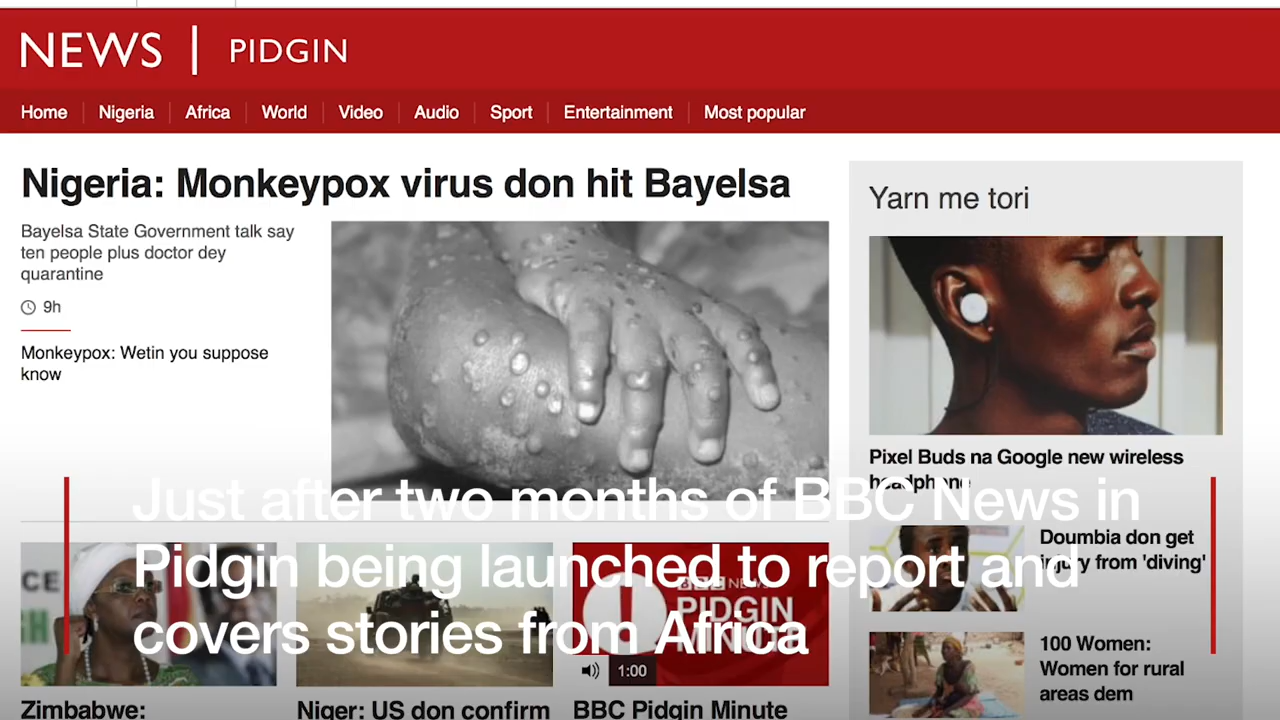 NEWS | PIDGIN
Home
Nigeria
Africa
World
Video
Audio
Sport
Entertainment
Most popular
Nigeria: Monkeypox virus don hit Bayelsa
Bayelsa State Government talk say
ten people plus doctor dey
quarantine
9h
Monkeypox: Wetin you suppose
know
Yarn me tori
Pixel Buds na Google new wireless
headphone
Doumbia don get
injury from 'diving'
100 Women:
Women for rural
areas dem
Just after two months of BBC News in
Pidgin being launched to report and
covers stories from Africa
BBC NEWS
PIDGIN
MINUTE
1:00
Zimbabwe:
Niger: US don confirm
BBC Pidgin Minute